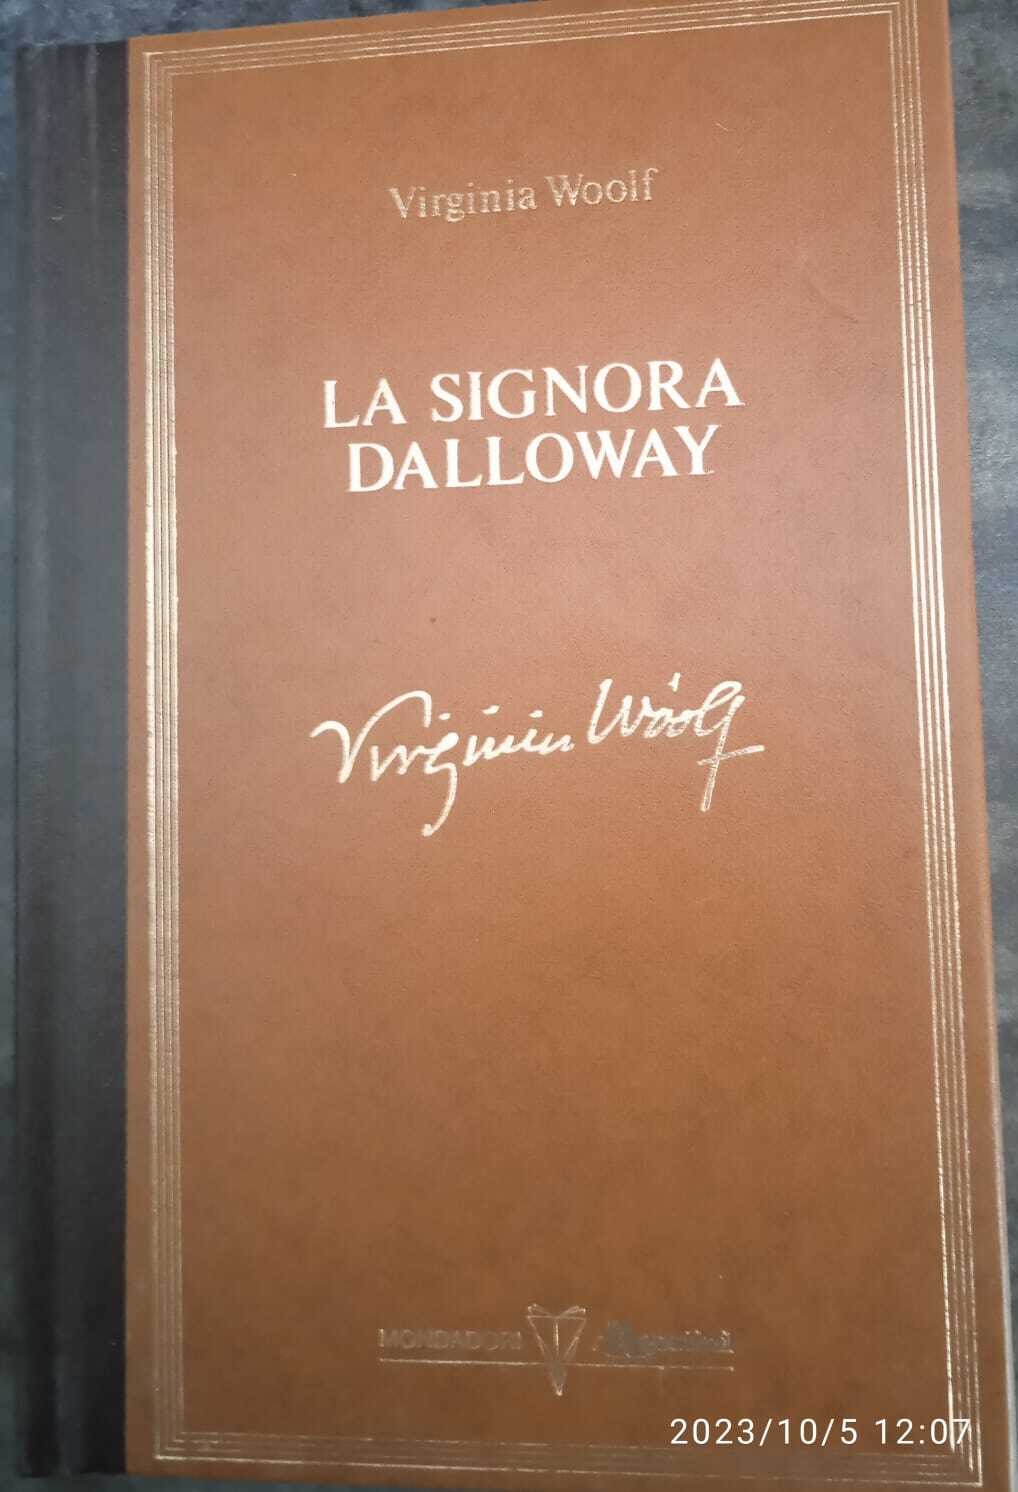 Virginia Woolf
LA SIGNORA
DALLOWAY
Virginia Woolf
MONDADORI
2023/10/5 12:07